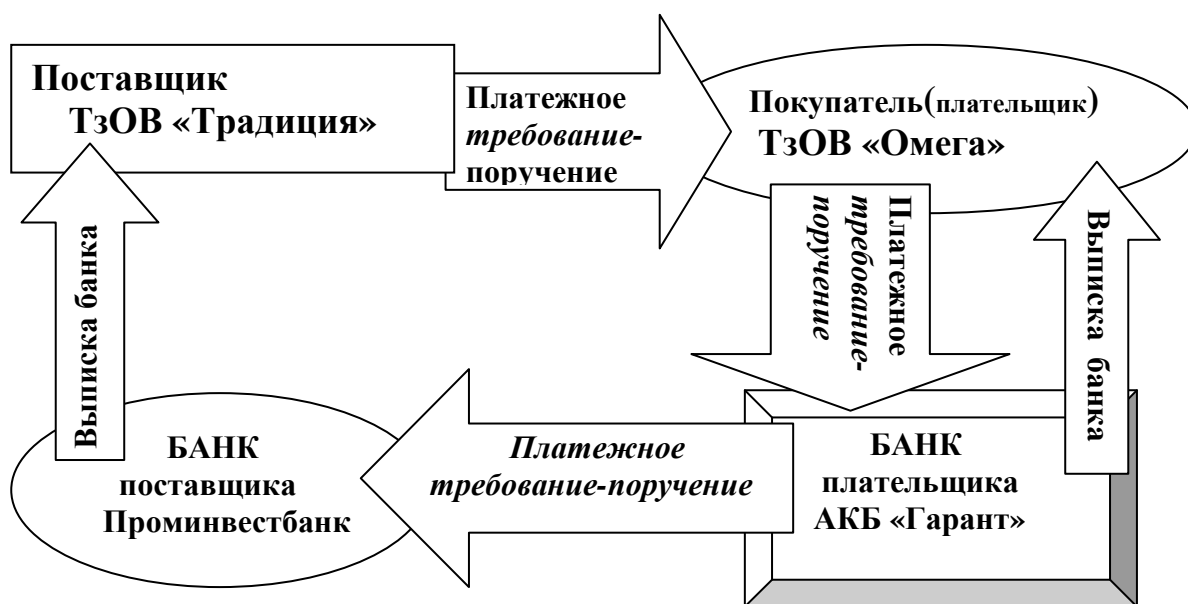 Поставщик
ТзОВ «Традиция»
Платежное
требование-
поручение
Покупатель(плательщик)
ТзОВ «Омега»
Платежное
требование-
поручение
Выписка банка
Выписка банка
БАНК
поставщика
Проминвестбанк
Платежное
требование-поручение
БАНК
плательщика
АКБ «Гарант»